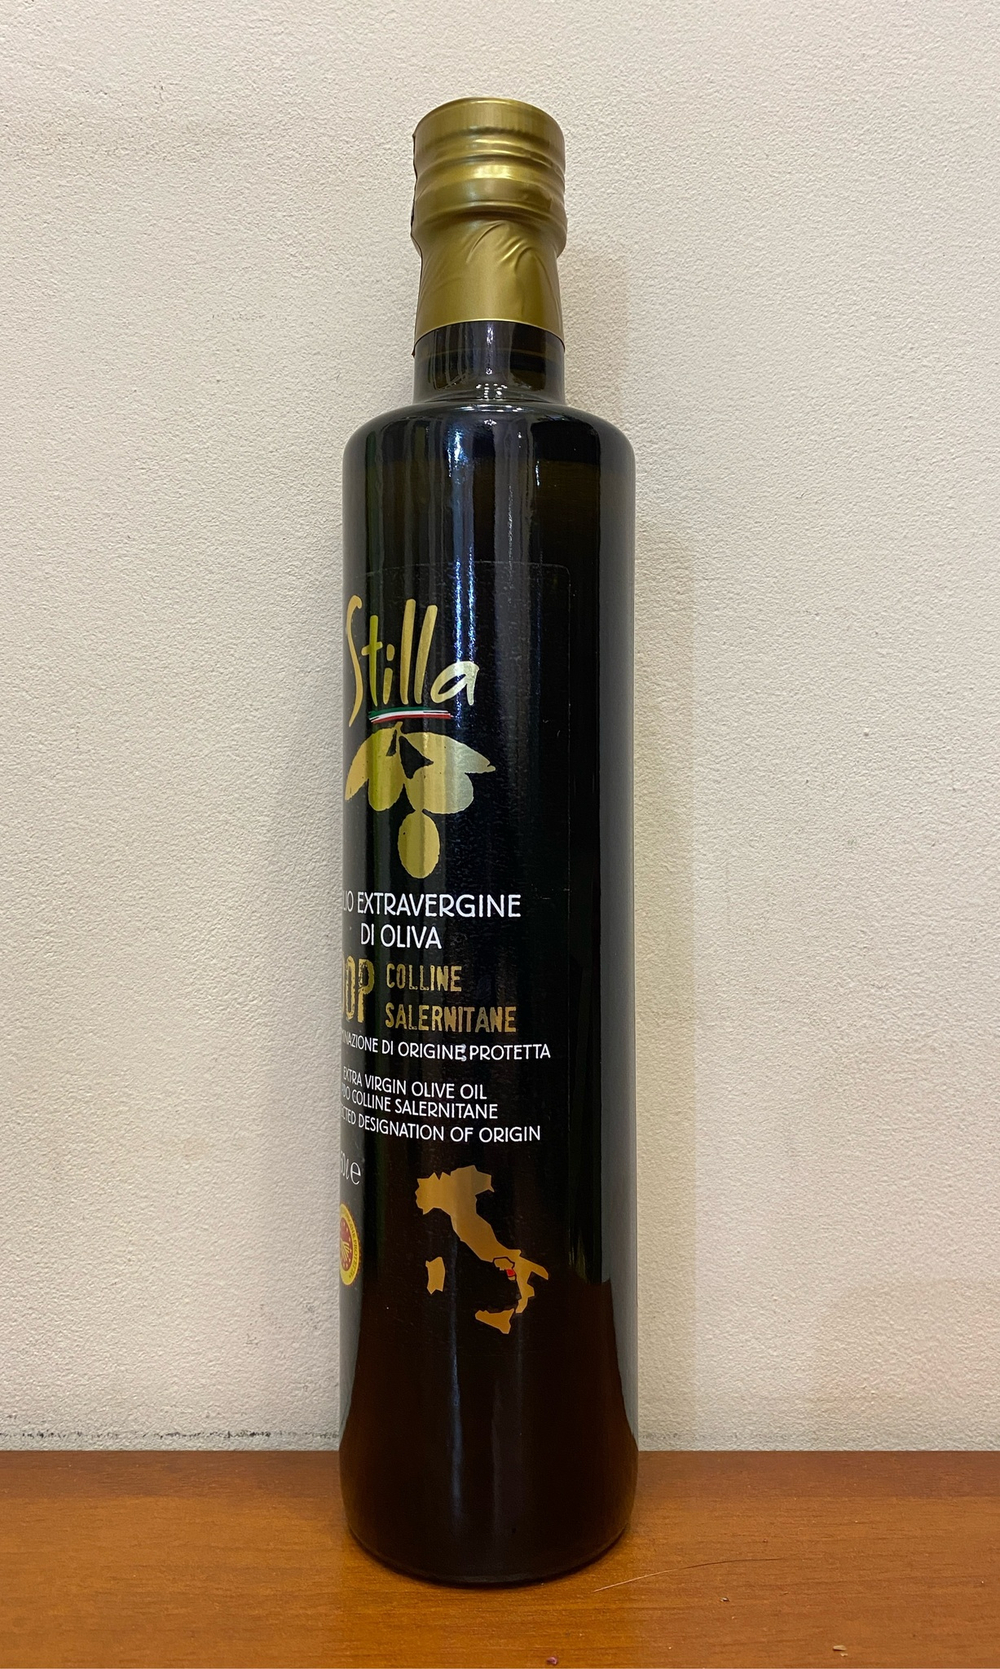 Stilla
EXTRAVERGINE
DI OLIVA
COLLINE
SALERNITANE
DI ORIGINE PROTETTA
EXTRA VIRGIN OLIVE OIL
COLLINE SALERNITANE
DESIGNATION OF ORIGIN